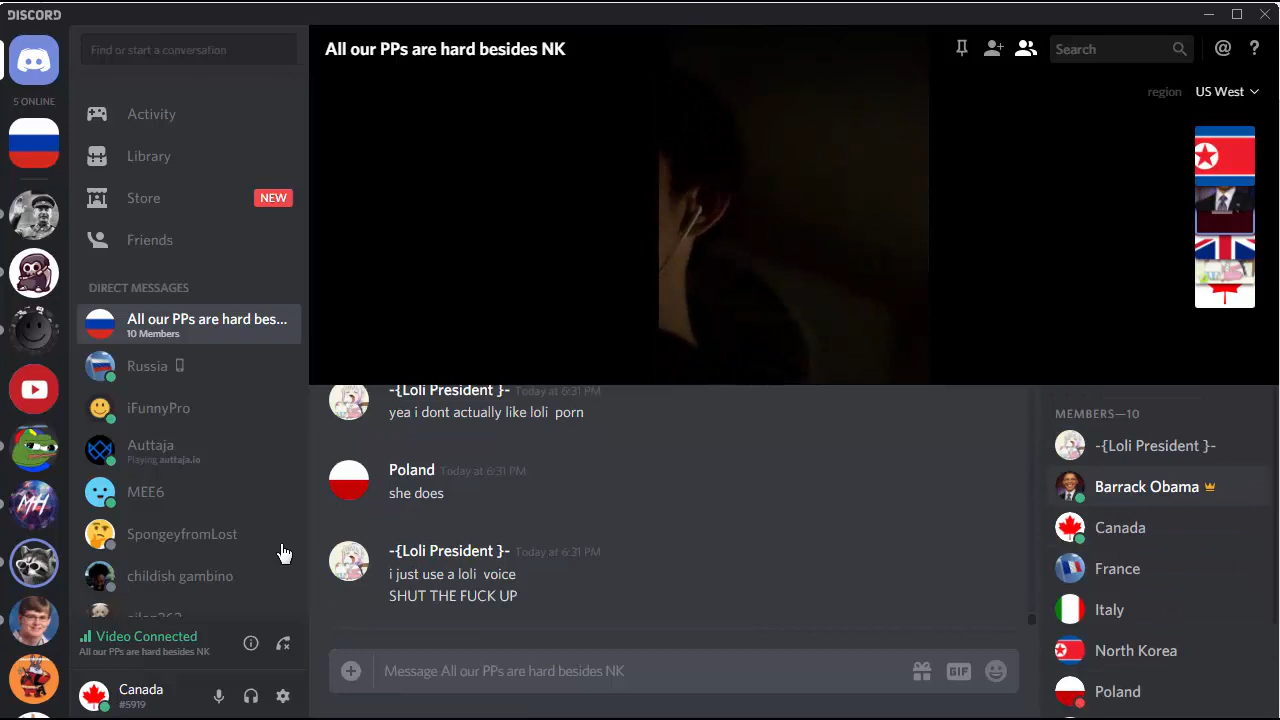 DISCORD
Find or start a conversation
All our PPs are hard besides NK
Search
@
?
region
US West
5 ONLINE
Activity
Library
Store
NEW
Friends
DIRECT MESSAGES
All our PPs are hard bes...
10 Members
Russia
iFunnyPro
Auttaja
Playing auttaja.io
MEE6
SpongeyfromLost
childish gambino
Video Connected
All our PPs are hard besides NK
Canada
#5919
-{Loli President }- Today at 6:31 PM
yea i dont actually like loli porn
Poland Today at 6:31 PM
she does
-{Loli President }- Today at 6:31 PM
i just use a loli voice
SHUT THE FUCK UP
Message All our PPs are hard besides NK
GIF
MEMBERS—10
-{Loli President }-
Barrack Obama
Canada
France
Italy
North Korea
Poland
MH